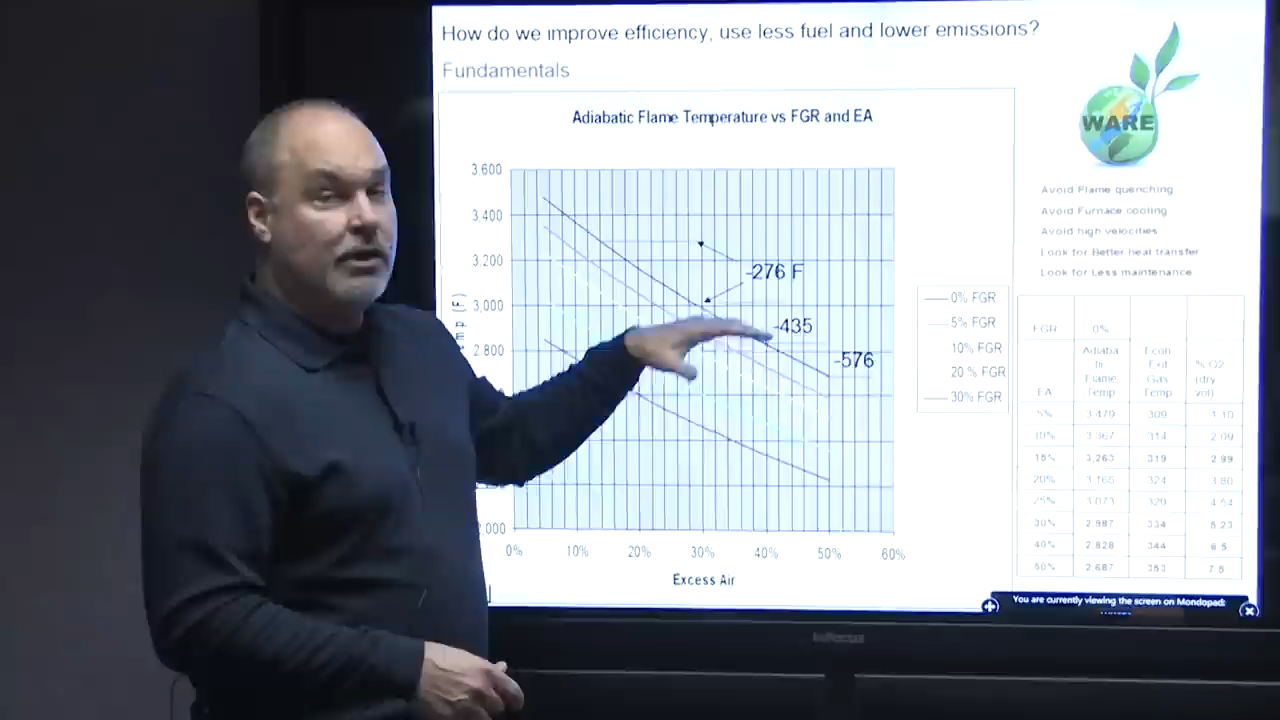 How do we improve efficiency, use less fuel and lower emissions?
Fundamentals
WARE
Adiabatic Flame Temperature vs FGR and EA
Avoid Flame quenching
Avoid Furnace cooling
Avoid high velocities
Look for Better heat transfer
Look for Less maintenance
3 600
3 400
3,200
3,000
2 800
-276 F
-435
-576
0% FGR
5% FGR
10% FGR
20 % FGR
30% FGR
0%
10%
20%
30%
40%
50%
60%
Excess Air
FGR 0%
EA Adiaba tic Flame Temp Econ Exit Gas Temp % O2 (dry vol)
5% 3,479 309 1.10
10% 3,367 314 2.09
15% 3,263 319 2.99
20% 3,165 324 3.80
25% 3,073 329 4.54
30% 2,987 334 5.23
40% 2,828 344 6.5
50% 2,687 353 7.5
You are currently viewing the screen on Mondopad:
InFocus